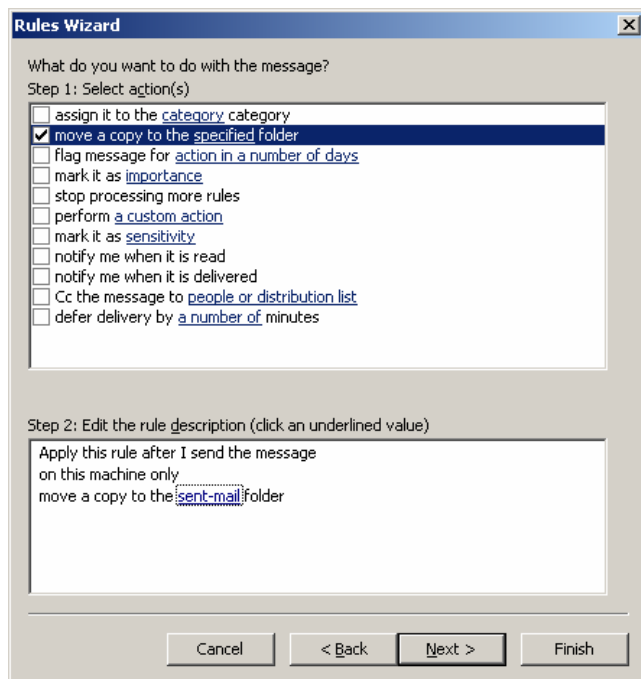 Rules Wizard
What do you want to do with the message?
Step 1: Select action(s)
assign it to the category category
move a copy to the specified folder
flag message for action in a number of days
mark it as importance
stop processing more rules
perform a custom action
mark it as sensitivity
notify me when it is read
notify me when it is delivered
Cc the message to people or distribution list
defer delivery by a number of minutes
Step 2: Edit the rule description (click an underlined value)
Apply this rule after I send the message
on this machine only
move a copy to the sent-mail folder
Cancel < Back Next > Finish